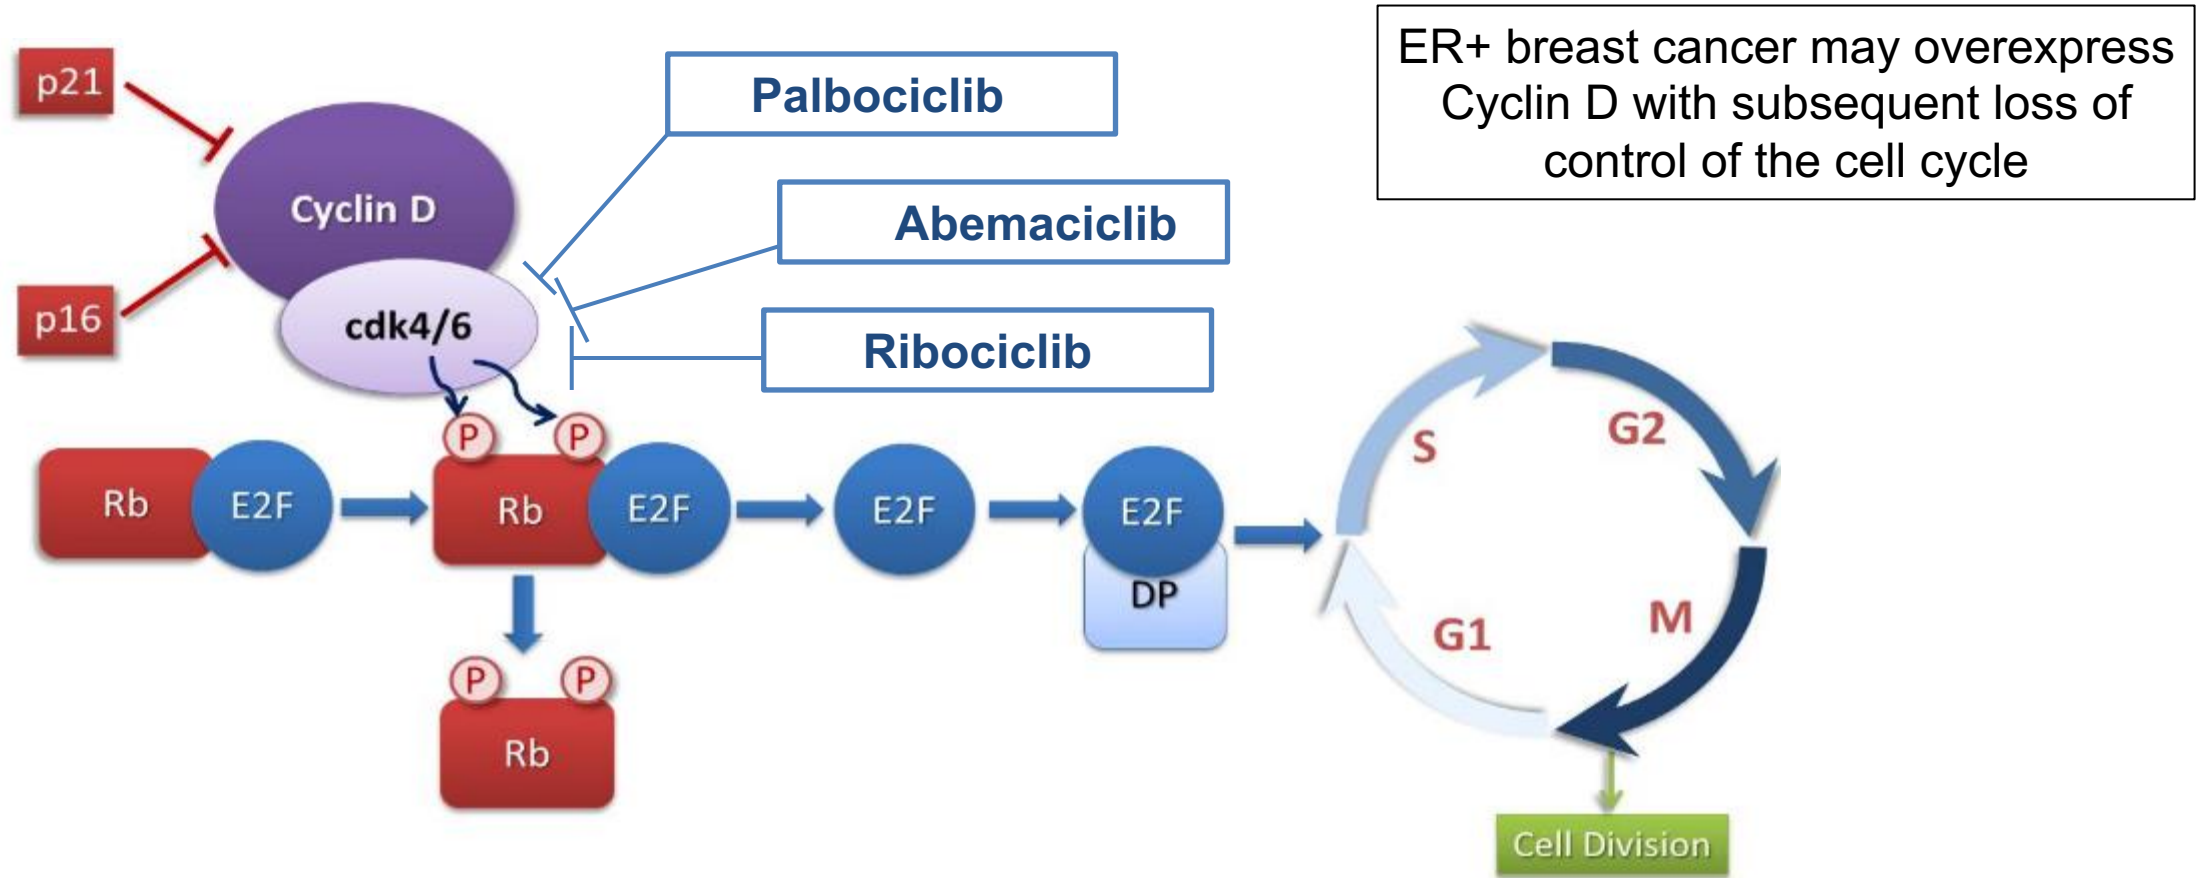 p21
Palbociclib
ER+ breast cancer may overexpress
Cyclin D with subsequent loss of
control of the cell cycle
Cyclin D
Abemaciclib
p16
cdk4/6
Ribociclib
P
P
Rb
E2F
Rb
E2F
E2F
E2F
DP
S
G2
G1
M
P
P
Rb
Cell Division